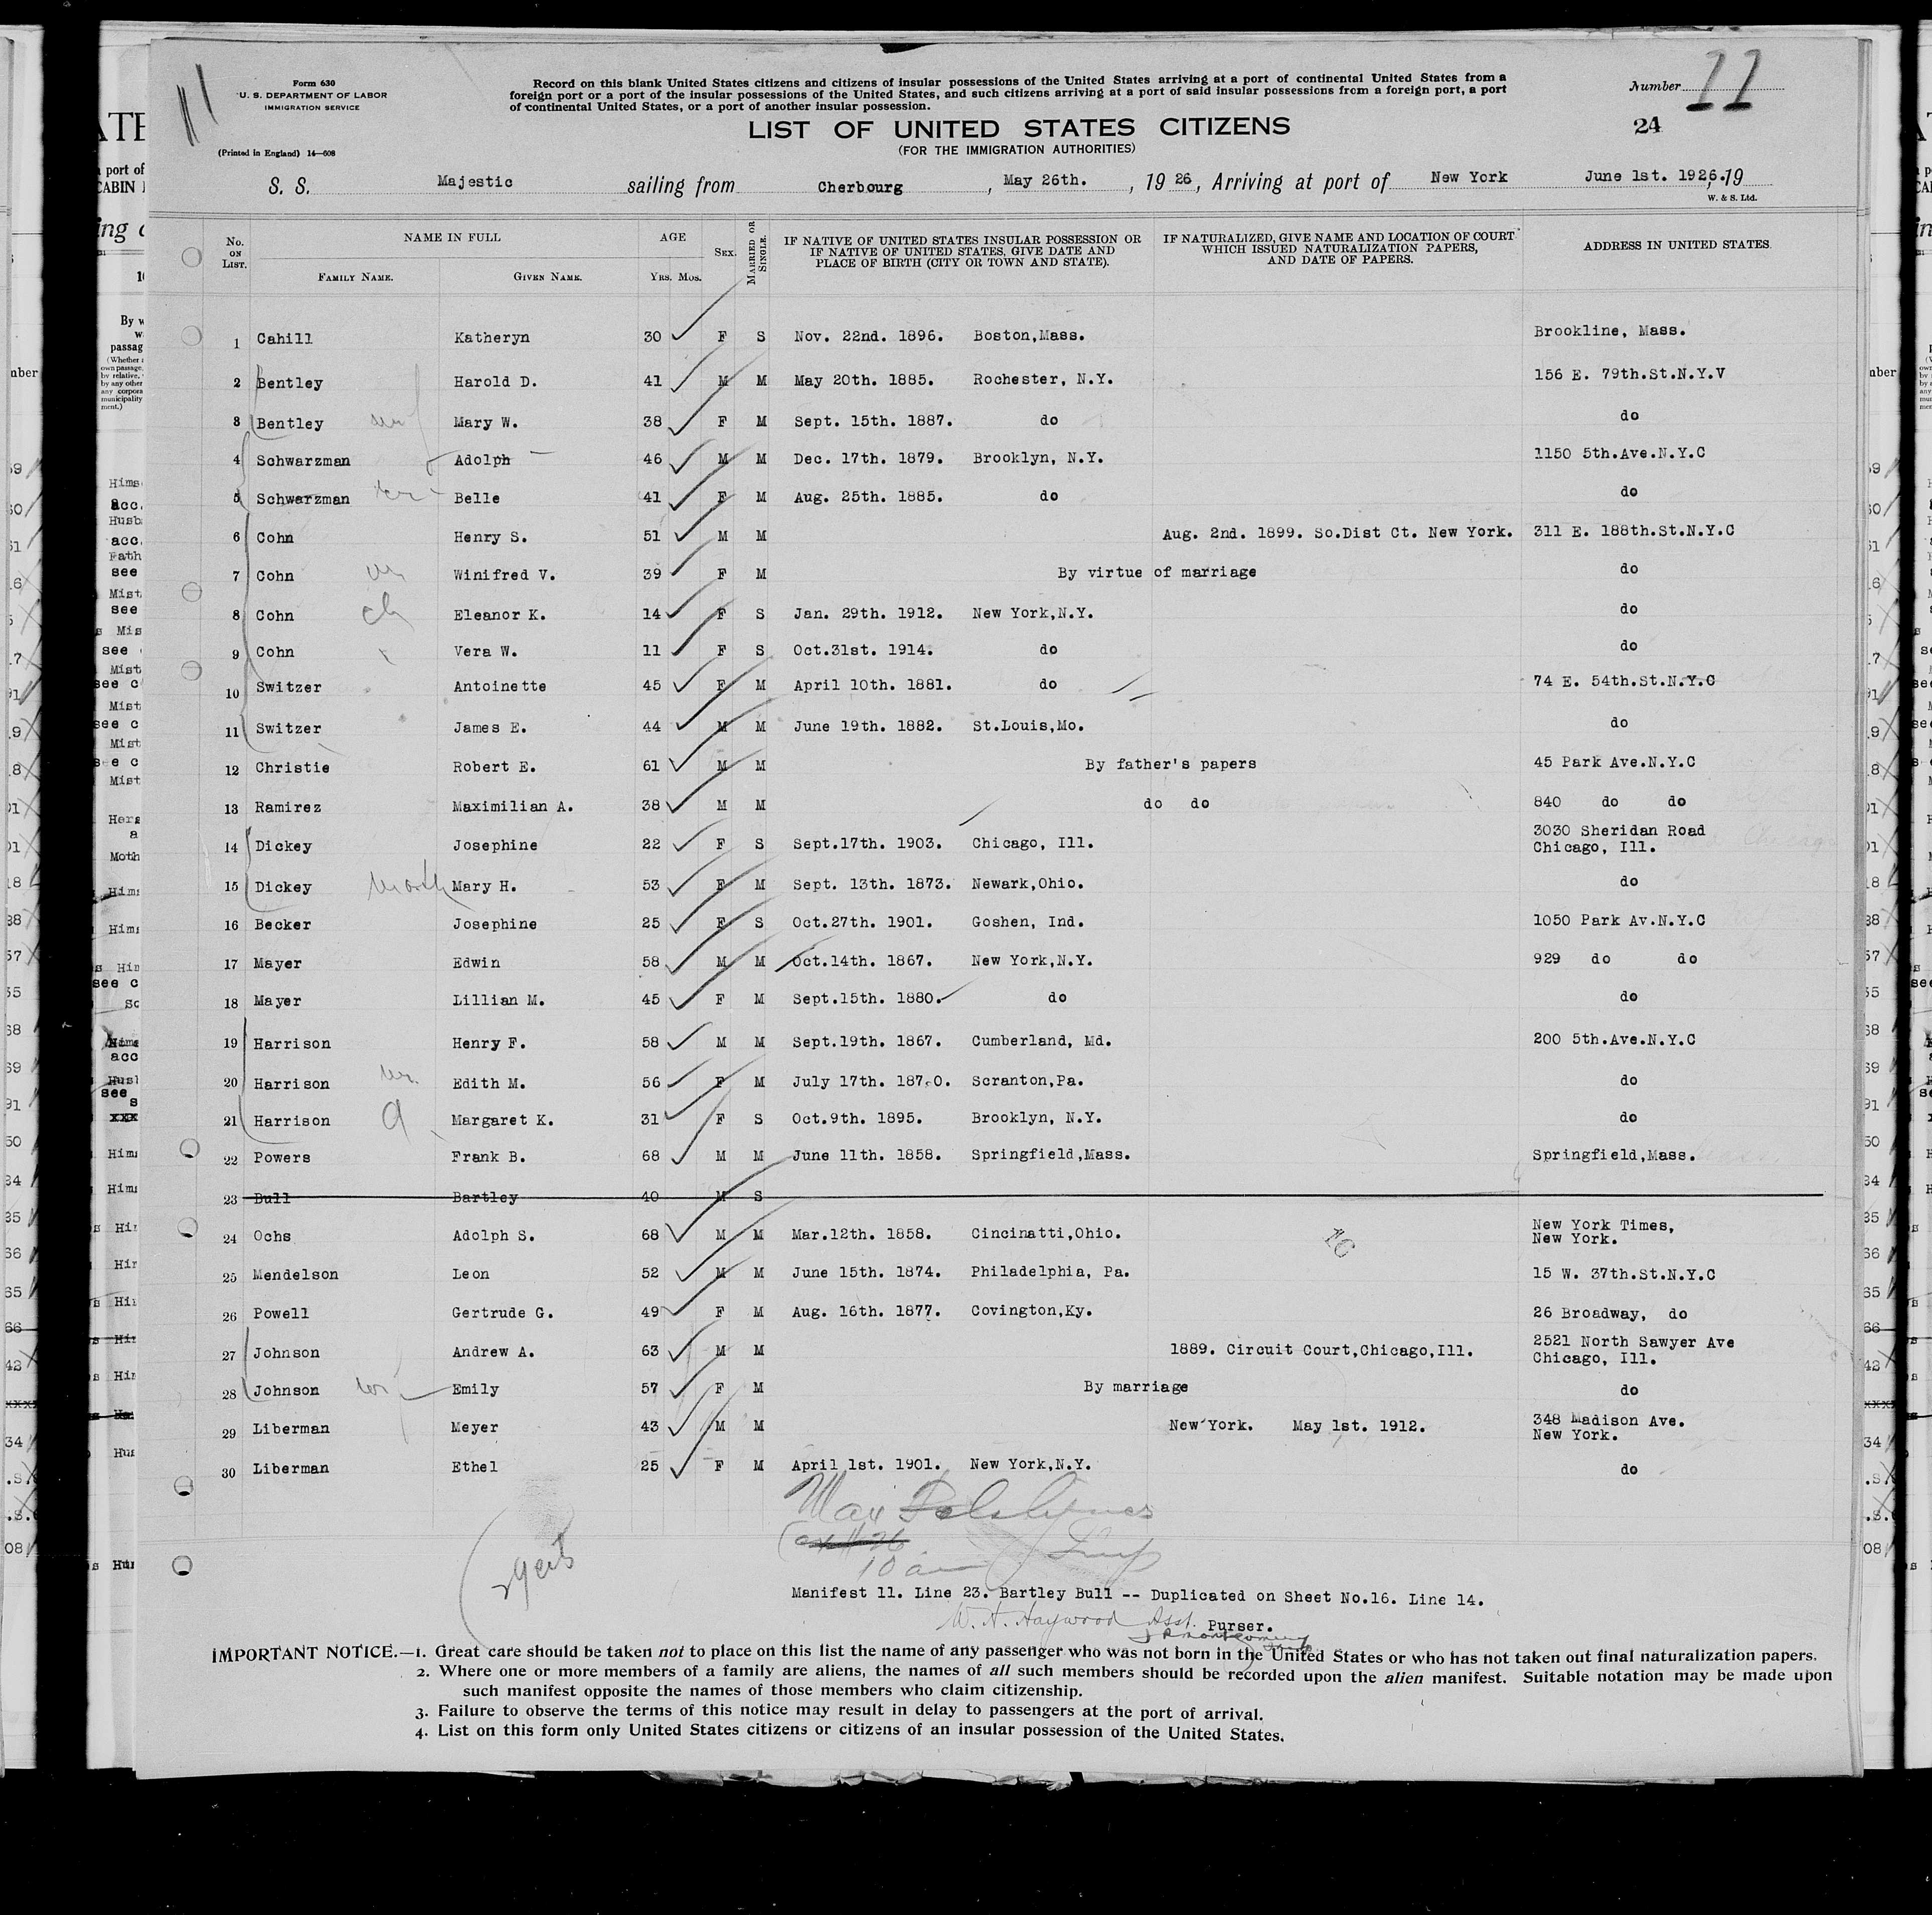 Form 630
U. S. DEPARTMENT OF LABOR
IMMIGRATION SERVICE
(Printed in England) 14—608
Record on this blank United States citizens and citizens of insular possessions of the United States arriving at a port of continental United States from a
foreign port or a port of the insular possessions of the United States, and such citizens arriving at a port of said insular possessions from a foreign port, a port
of continental United States, or a port of another insular possession.
Number 11
24
LIST OF UNITED STATES CITIZENS
(FOR THE IMMIGRATION AUTHORITIES)
S. S. Majestic sailing from Cherbourg, May 26th., 1926, Arriving at port of New York June 1st. 1926., 19
W. & S. Ltd.
No. ON LIST. NAME IN FULL AGE SEX. MARRIED OR SINGLE. IF NATIVE OF UNITED STATES INSULAR POSSESSION OR IF NATIVE OF UNITED STATES, GIVE DATE AND PLACE OF BIRTH (CITY OR TOWN AND STATE). IF NATURALIZED, GIVE NAME AND LOCATION OF COURT WHICH ISSUED NATURALIZATION PAPERS, AND DATE OF PAPERS. ADDRESS IN UNITED STATES.
FAMILY NAME. GIVEN NAME. YRS. MOS.
1 Cahill Katheryn 30 F S Nov. 22nd. 1896. Boston,Mass. Brookline, Mass.
2 Bentley Harold D. 41 M M May 20th. 1885. Rochester, N.Y. 156 E. 79th.St.N.Y.V
3 Bentley Mary W. 38 F M Sept. 15th. 1887. do do
4 Schwarzman Adolph 46 M M Dec. 17th. 1879. Brooklyn, N.Y. 1150 5th.Ave.N.Y.C
5 Schwarzman Belle 41 F M Aug. 25th. 1885. do do
6 Cohn Henry S. 51 M M Aug. 2nd. 1899. So.Dist Ct. New York. 311 E. 188th.St.N.Y.C
7 Cohn Winifred V. 39 F M By virtue of marriage do
8 Cohn ch Eleanor K. 14 F S Jan. 29th. 1912. New York,N.Y. do
9 Cohn Vera W. 11 F S Oct.31st. 1914. do do
10 Switzer Antoinette 45 F M April 10th. 1881. do 74 E. 54th.St.N.Y.C
11 Switzer James E. 44 M M June 19th. 1882. St.Louis,Mo. do
12 Christie Robert E. 61 M M By father's papers 45 Park Ave.N.Y.C
13 Ramirez Maximilian A. 38 M M do do 840 do do
14 Dickey Josephine 22 F S Sept.17th. 1903. Chicago, Ill. 3030 Sheridan Road
Chicago, Ill.
15 Dickey Moth Mary H. 53 F M Sept. 13th. 1873. Newark,Ohio. do
16 Becker Josephine 25 F S Oct.27th. 1901. Goshen, Ind. 1050 Park Av.N.Y.C
17 Mayer Edwin 58 M M Oct.14th. 1867. New York,N.Y. 929 do do
18 Mayer Lillian M. 45 F M Sept.15th. 1880. do do
19 Harrison Henry F. 58 M M Sept.19th. 1867. Cumberland, Md. 200 5th.Ave.N.Y.C
20 Harrison Edith M. 56 F M July 17th. 1870. Scranton,Pa. do
21 Harrison Margaret K. 31 F S Oct.9th. 1895. Brooklyn, N.Y. do
22 Powers Frank B. 68 M M June 11th. 1858. Springfield,Mass. Springfield,Mass.
23 Bull Bartley 40 M S
24 Ochs Adolph S. 68 M M Mar.12th. 1858. Cincinatti,Ohio. New York Times,
New York.
16
25 Mendelson Leon 52 M M June 15th. 1874. Philadelphia, Pa. 15 W. 37th.St.N.Y.C
26 Powell Gertrude G. 49 F M Aug. 16th. 1877. Covington,Ky. 26 Broadway, do
27 Johnson Andrew A. 63 M M 1889. Circuit Court,Chicago,Ill. 2521 North Sawyer Ave
Chicago, Ill.
28 Johnson Emily 57 F M By marriage do
29 Liberman Meyer 43 M M New York. May 1st. 1912. 348 Madison Ave.
New York.
30 Liberman Ethel 25 F M April 1st. 1901. New York,N.Y. do
Max
10 am
Manifest 11. Line 23. Bartley Bull -- Duplicated on Sheet No.16. Line 14.
W. H. Haywood Asst. Purser.
IMPORTANT NOTICE.—1. Great care should be taken not to place on this list the name of any passenger who was not born in the United States or who has not taken out final naturalization papers.
2. Where one or more members of a family are aliens, the names of all such members should be recorded upon the alien manifest. Suitable notation may be made upon
such manifest opposite the names of those members who claim citizenship.
3. Failure to observe the terms of this notice may result in delay to passengers at the port of arrival.
4. List on this form only United States citizens or citizens of an insular possession of the United States.